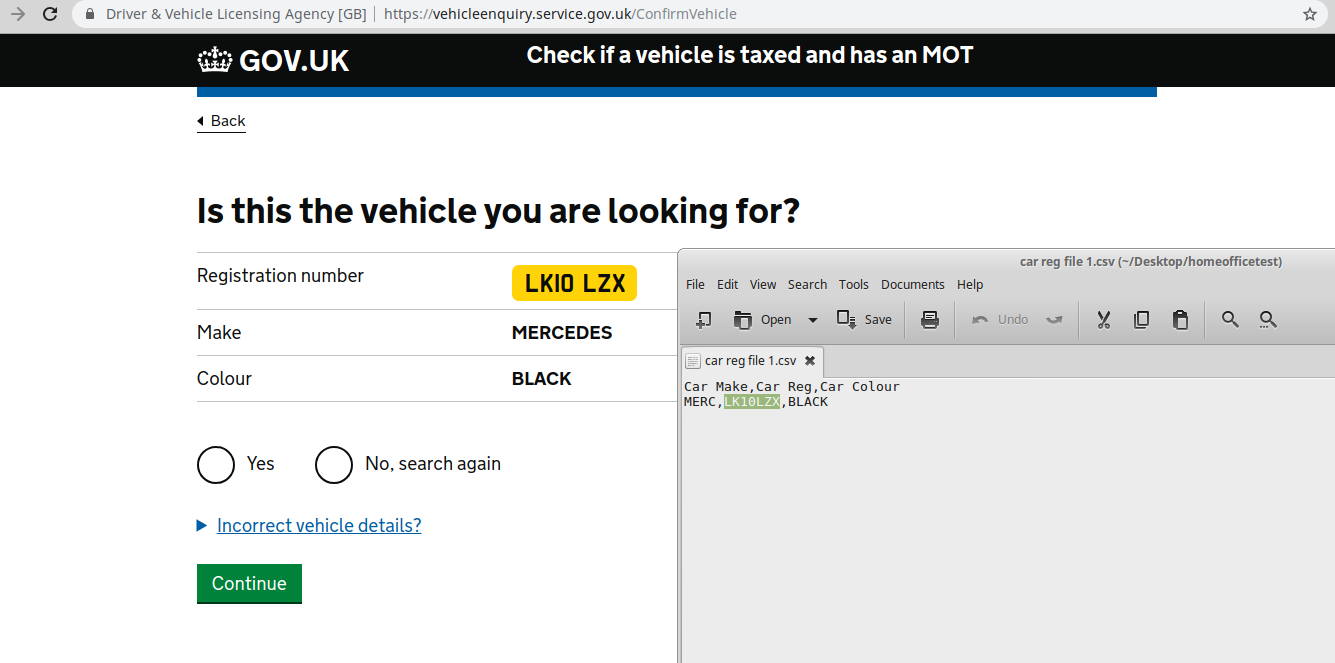 Driver & Vehicle Licensing Agency [GB] | https://vehicleenquiry.service.gov.uk/ConfirmVehicle
GOV.UK
Check if a vehicle is taxed and has an MOT
Back
Is this the vehicle you are looking for?
Registration number LK10 LZX
Make MERCEDES
Colour BLACK
Yes No, search again
Incorrect vehicle details?
Continue
car reg file 1.csv (~/Desktop/homeofficetest)
File Edit View Search Tools Documents Help
Open Save Undo
car reg file 1.csv
Car Make,Car Reg,Car Colour
MERC,LK10LZX,BLACK